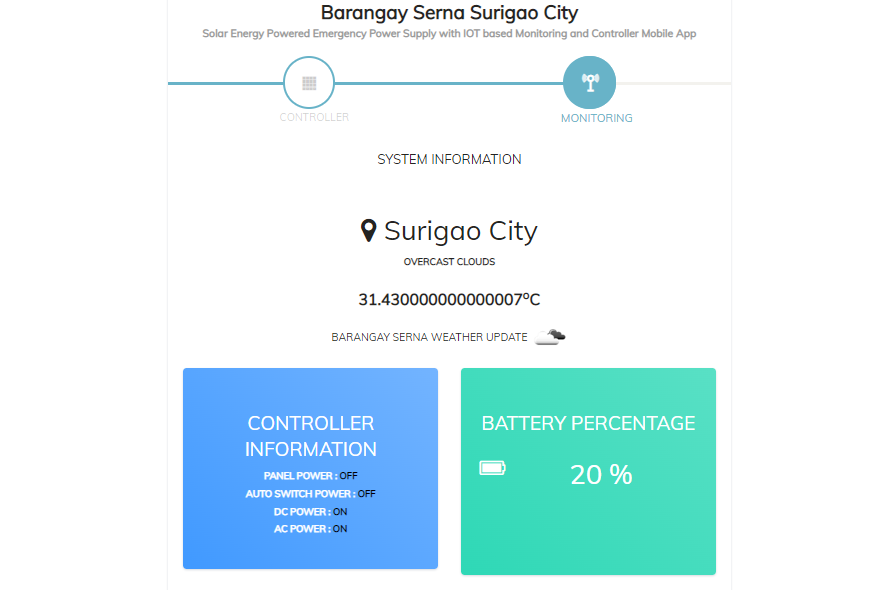 Barangay Serna Surigao City
Solar Energy Powered Emergency Power Supply with IOT based Monitoring and Controller Mobile App
CONTROLLER
MONITORING
SYSTEM INFORMATION
Surigao City
OVERCAST CLOUDS
31.430000000000007°C
BARANGAY SERNA WEATHER UPDATE
CONTROLLER
INFORMATION
PANEL POWER : OFF
AUTO SWITCH POWER : OFF
DC POWER : ON
AC POWER : ON
BATTERY PERCENTAGE
20 %